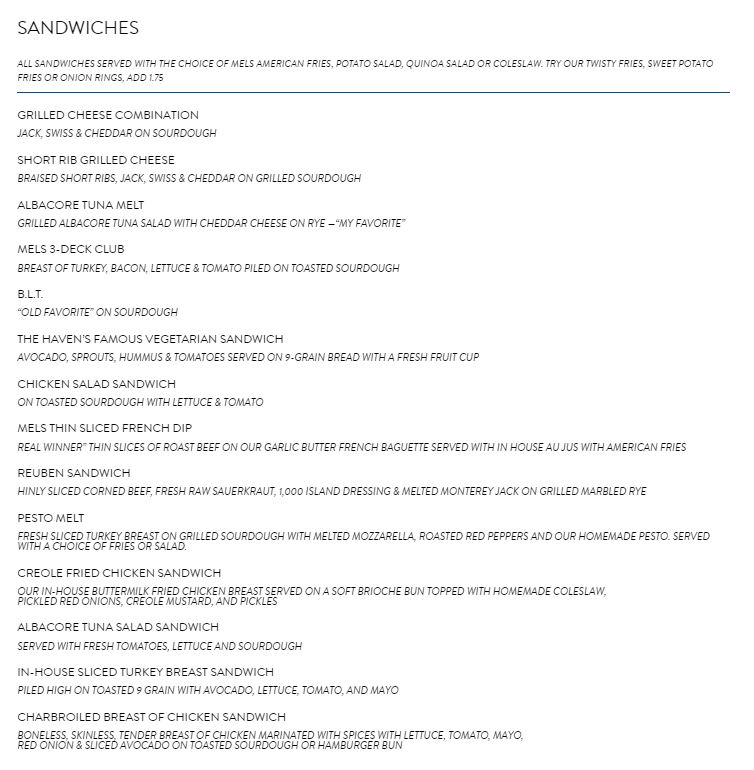 SANDWICHES
ALL SANDWICHES SERVED WITH THE CHOICE OF MELS AMERICAN FRIES, POTATO SALAD, QUINOA SALAD OR COLESLAW. TRY OUR TWISTY FRIES, SWEET POTATO
FRIES OR ONION RINGS, ADD 1.75
GRILLED CHEESE COMBINATION
JACK, SWISS & CHEDDAR ON SOURDOUGH
SHORT RIB GRILLED CHEESE
BRAISED SHORT RIBS, JACK, SWISS & CHEDDAR ON GRILLED SOURDOUGH
ALBACORE TUNA MELT
GRILLED ALBACORE TUNA SALAD WITH CHEDDAR CHEESE ON RYE –“MY FAVORITE”
MELS 3-DECK CLUB
BREAST OF TURKEY, BACON, LETTUCE & TOMATO PILED ON TOASTED SOURDOUGH
B.L.T.
“OLD FAVORITE” ON SOURDOUGH
THE HAVEN’S FAMOUS VEGETARIAN SANDWICH
AVOCADO, SPROUTS, HUMMUS & TOMATOES SERVED ON 9-GRAIN BREAD WITH A FRESH FRUIT CUP
CHICKEN SALAD SANDWICH
ON TOASTED SOURDOUGH WITH LETTUCE & TOMATO
MELS THIN SLICED FRENCH DIP
REAL WINNER” THIN SLICES OF ROAST BEEF ON OUR GARLIC BUTTER FRENCH BAGUETTE SERVED WITH IN HOUSE AU JUS WITH AMERICAN FRIES
REUBEN SANDWICH
HINLY SLICED CORNED BEEF, FRESH RAW SAUERKRAUT, 1,000 ISLAND DRESSING & MELTED MONTEREY JACK ON GRILLED MARBLED RYE
PESTO MELT
FRESH SLICED TURKEY BREAST ON GRILLED SOURDOUGH WITH MELTED MOZZARELLA, ROASTED RED PEPPERS AND OUR HOMEMADE PESTO. SERVED
WITH A CHOICE OF FRIES OR SALAD.
CREOLE FRIED CHICKEN SANDWICH
OUR IN-HOUSE BUTTERMILK FRIED CHICKEN BREAST SERVED ON A SOFT BRIOCHE BUN TOPPED WITH HOMEMADE COLESLAW,
PICKLED RED ONIONS, CREOLE MUSTARD, AND PICKLES
ALBACORE TUNA SALAD SANDWICH
SERVED WITH FRESH TOMATOES, LETTUCE AND SOURDOUGH
IN-HOUSE SLICED TURKEY BREAST SANDWICH
PILED HIGH ON TOASTED 9 GRAIN WITH AVOCADO, LETTUCE, TOMATO, AND MAYO
CHARBROILED BREAST OF CHICKEN SANDWICH
BONELESS, SKINLESS, TENDER BREAST OF CHICKEN MARINATED WITH SPICES WITH LETTUCE, TOMATO, MAYO,
RED ONION & SLICED AVOCADO ON TOASTED SOURDOUGH OR HAMBURGER BUN